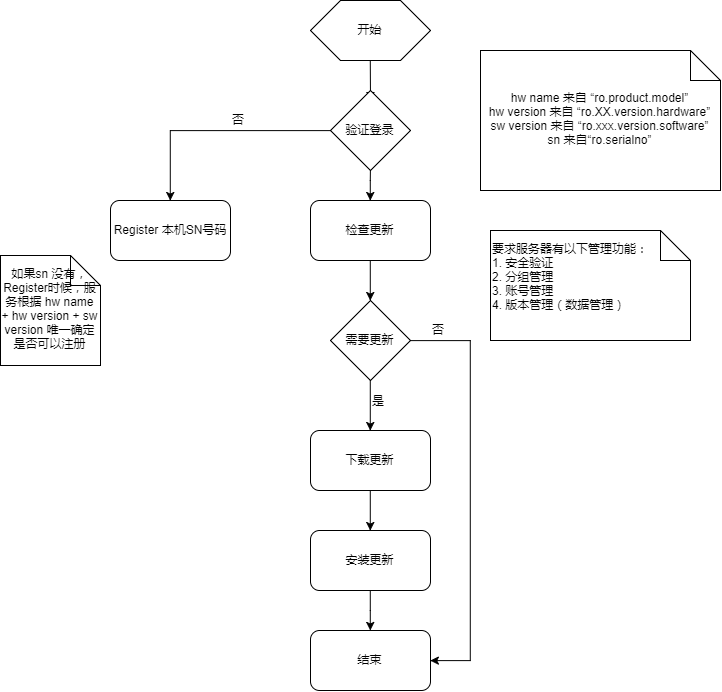 开始
hw name 来自 “ro.product.model”
hw version 来自 “ro.XX.version.hardware”
sw version 来自 “ro.xxx.version.software”
sn 来自“ro.serialno”
否
验证登录
Register 本机SN号码
检查更新
如果sn 没有，
Register时候，服
务根据 hw name
+ hw version + sw
version 唯一确定
是否可以注册
要求服务器有以下管理功能：
1. 安全验证
2. 分组管理
3. 账号管理
4. 版本管理（数据管理）
需要更新
否
是
下载更新
安装更新
结束